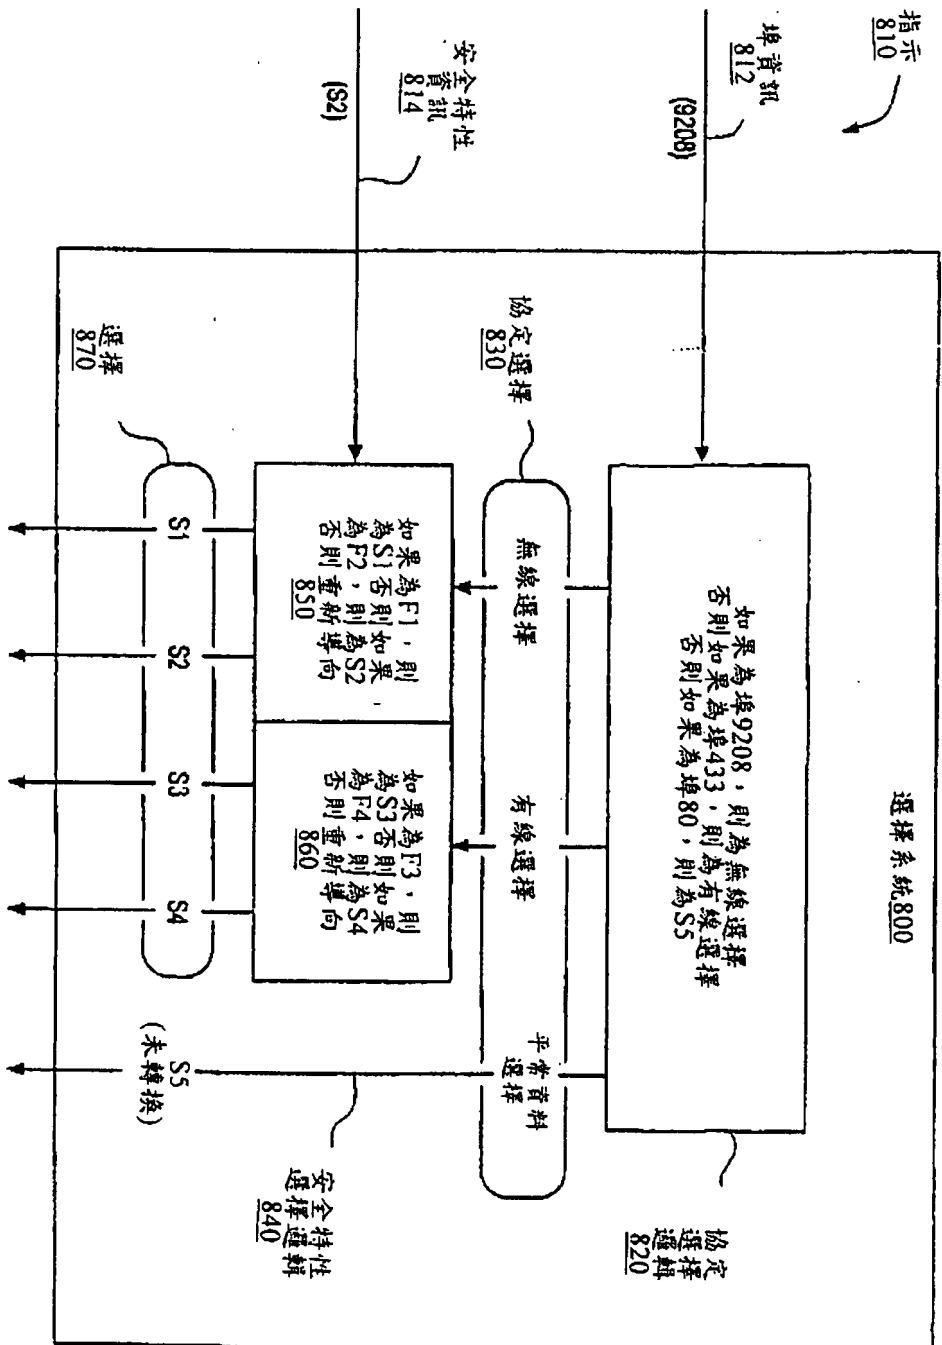 選擇系統800
指示
810
埠資訊
812
(9208)
安全特性
資訊
814
(S2)
如果為埠9208，則為無線選擇
否則如果為埠433，則為有線選擇
否則如果為埠80，則為S5
協定
選擇
邏輯
820
協定選擇
830
無線選擇
有線選擇
平常資料
選擇
如果為F1，則
為S1否則如果
為F2，則為S2
否則重新導向
850
如果為F3，則
為S3否則如果
為F4，則為S4
否則重新導向
860
安全特性
選擇邏輯
840
選擇
870
S1
S2
S3
S4
S5
(未轉換)